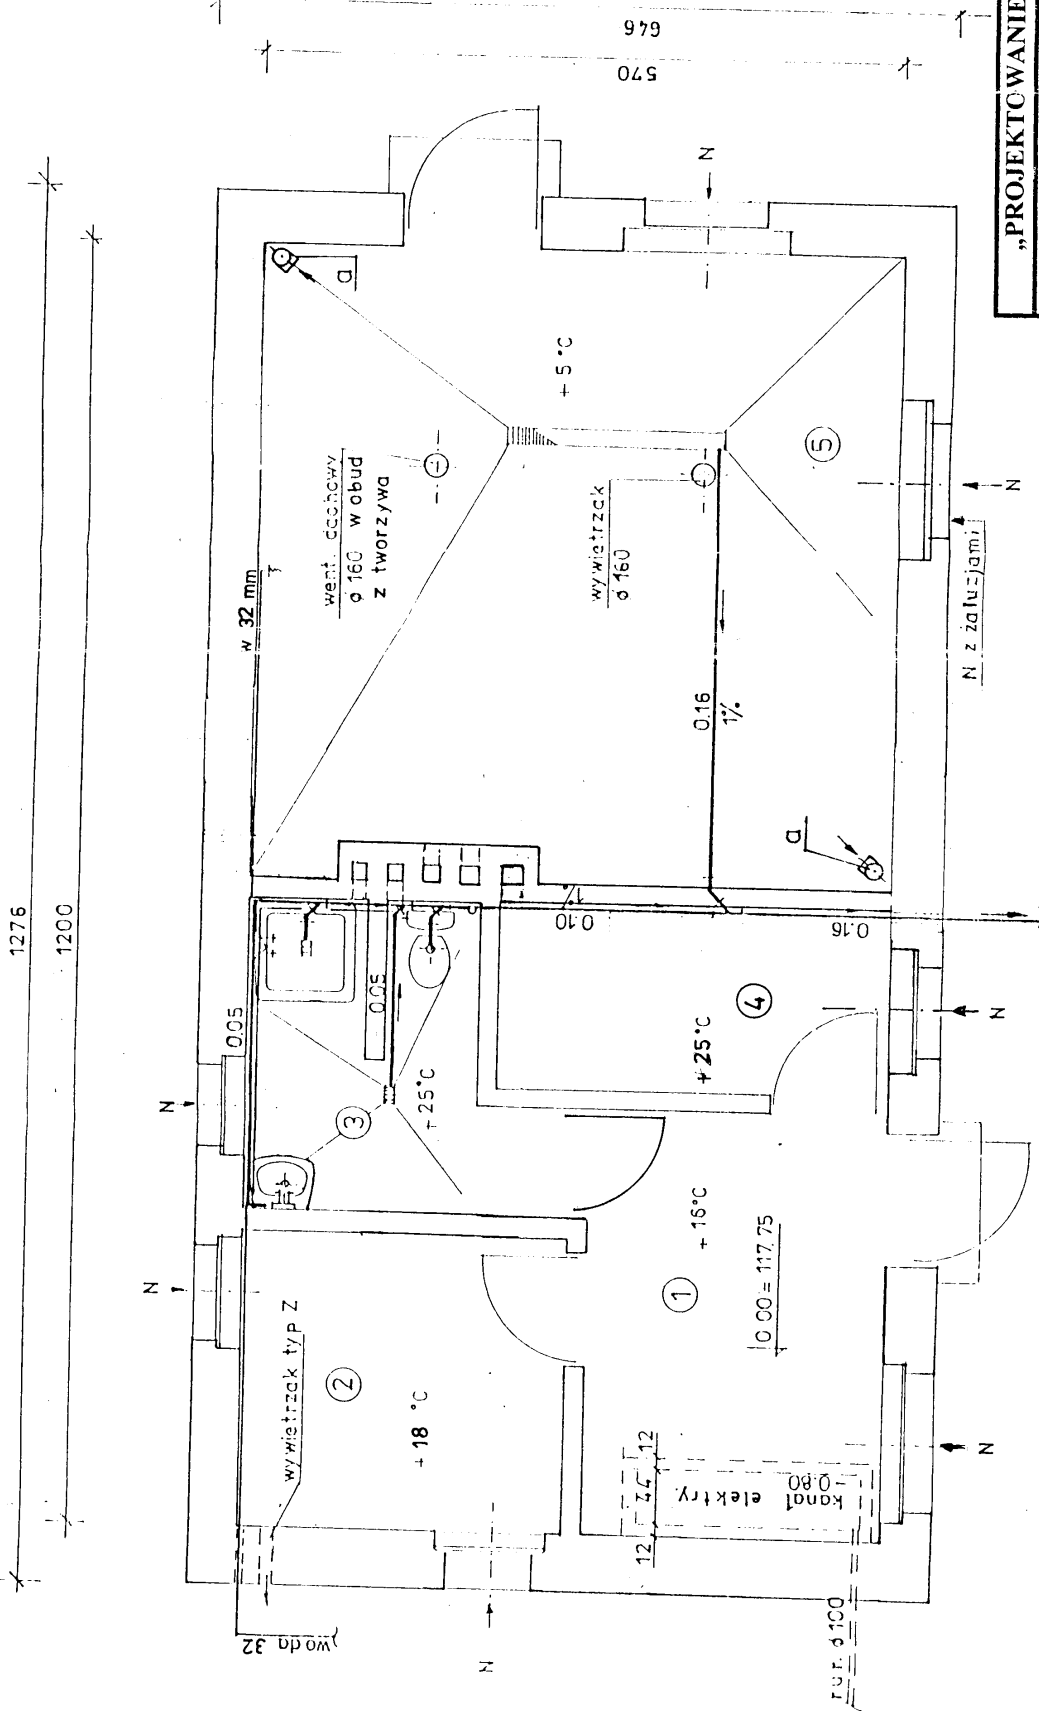 1276
1200
646
570
„PROJEKTOWANIE
N
N
N
N
N
N
N
N z żaluzjami
w 32 mm
went. dachowy
ϕ 160 w obud
z tworzywa
wywietrzak
ϕ 160
a
a
+ 5 °C
5
0.16
1%
0.05
0.05
0.10
0.16
3
+ 25°C
4
+ 25°C
wywietrzak typ Z
2
+18 °C
1
+ 16°C
0.00 = 117.75
12
44
12
kanał
elektry.
-0.80
woda 32
rur. ϕ 100